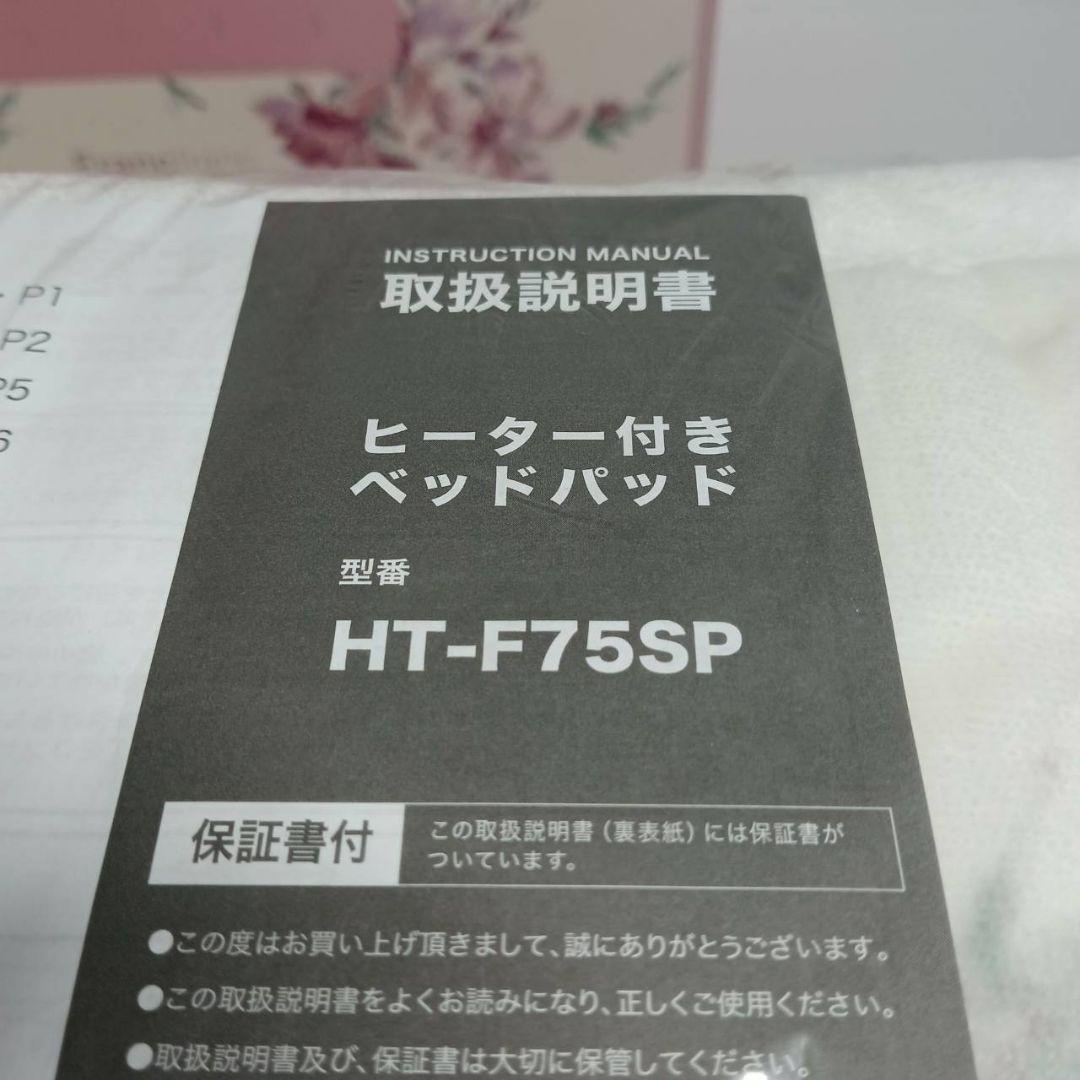 P1
P2
P5
6
INSTRUCTION MANUAL
取扱説明書
ヒーター付き
ベッドパッド
型番
HT-F75SP
保証書付
この取扱説明書（裏表紙）には保証書が
ついています。
●この度はお買い上げ頂きまして、誠にありがとうございます。
●この取扱説明書をよくお読みになり、正しくご使用ください。
●取扱説明書及び、保証書は大切に保管してください。